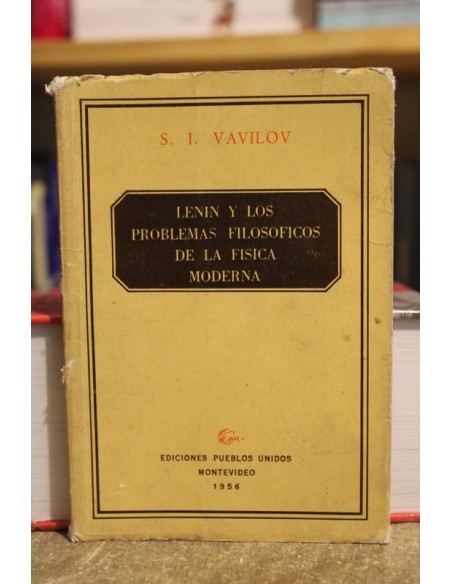 S. I. VAVILOV
LENIN Y LOS
PROBLEMAS FILOSOFICOS
DE LA FISICA
MODERNA
EDICIONES PUEBLOS UNIDOS
MONTEVIDEO
1956